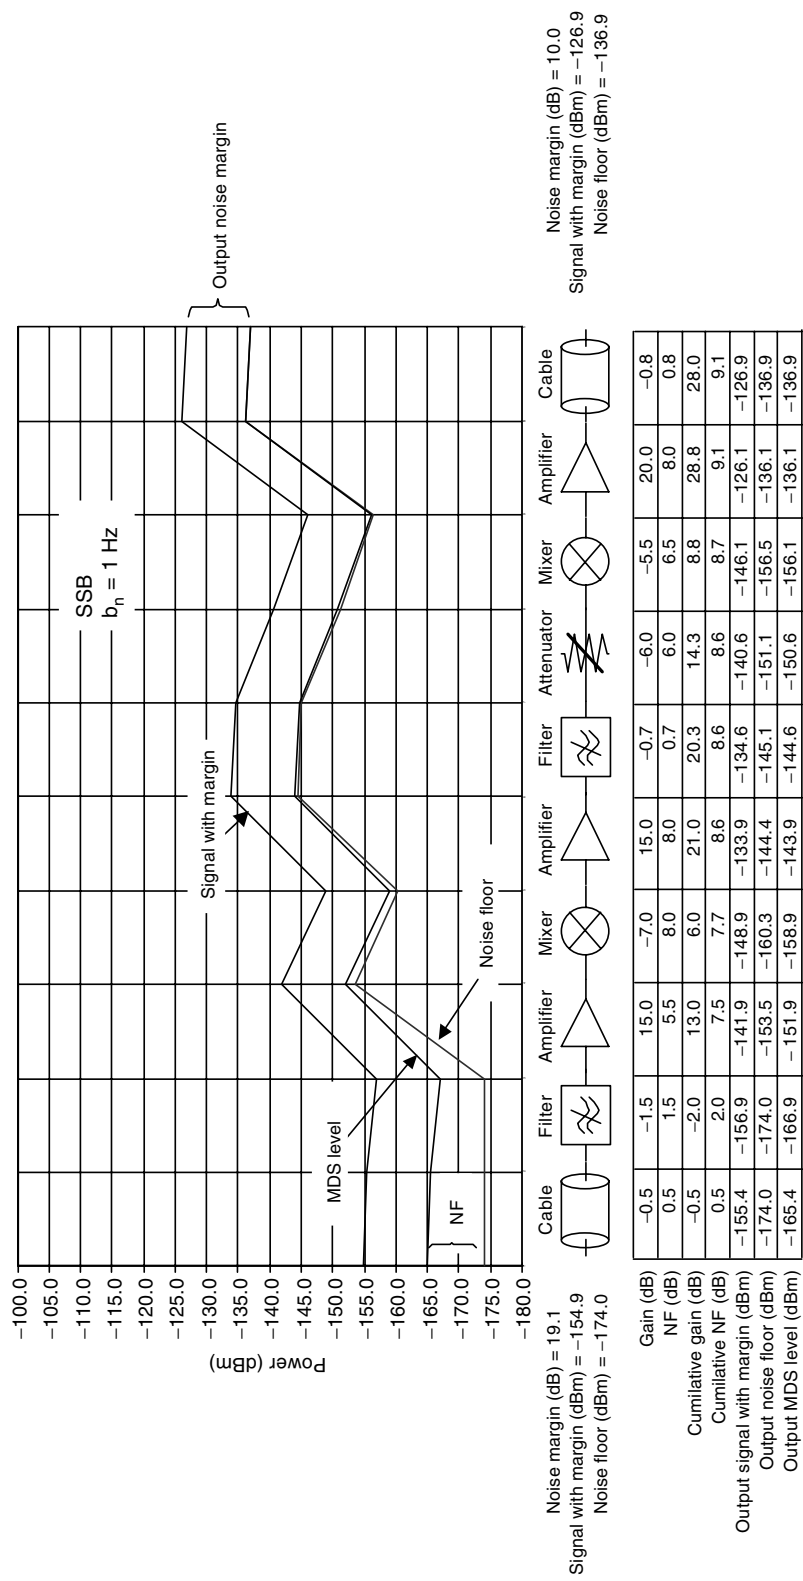 −100.0
−105.0
−110.0
−115.0
−120.0
−125.0
−130.0
−135.0
−140.0
−145.0
−150.0
−155.0
−160.0
−165.0
−170.0
−175.0
−180.0
Power (dBm)
SSB
bn = 1 Hz
Signal with margin
MDS level
Noise floor
NF
Output noise margin
Noise margin (dB) = 19.1
Signal with margin (dBm) = −154.9
Noise floor (dBm) = −174.0
Cable Filter Amplifier Mixer Amplifier Filter Attenuator Mixer Amplifier Cable
Noise margin (dB) = 10.0
Signal with margin (dBm) = −126.9
Noise floor (dBm) = −136.9
Gain (dB) −0.5 −1.5 15.0 −7.0 15.0 −0.7 −6.0 −5.5 20.0 −0.8
NF (dB) 0.5 1.5 5.5 8.0 8.0 0.7 6.0 6.5 8.0 0.8
Cumilative gain (dB) −0.5 −2.0 13.0 6.0 21.0 20.3 14.3 8.8 28.8 28.0
Cumilative NF (dB) 0.5 2.0 7.5 7.7 8.6 8.6 8.6 8.7 9.1 9.1
Output signal with margin (dBm) −155.4 −156.9 −141.9 −148.9 −133.9 −134.6 −140.6 −146.1 −126.1 −126.9
Output noise floor (dBm) −174.0 −174.0 −153.5 −160.3 −144.4 −145.1 −151.1 −156.5 −136.1 −136.9
Output MDS level (dBm) −165.4 −166.9 −151.9 −158.9 −143.9 −144.6 −150.6 −156.1 −136.1 −136.9